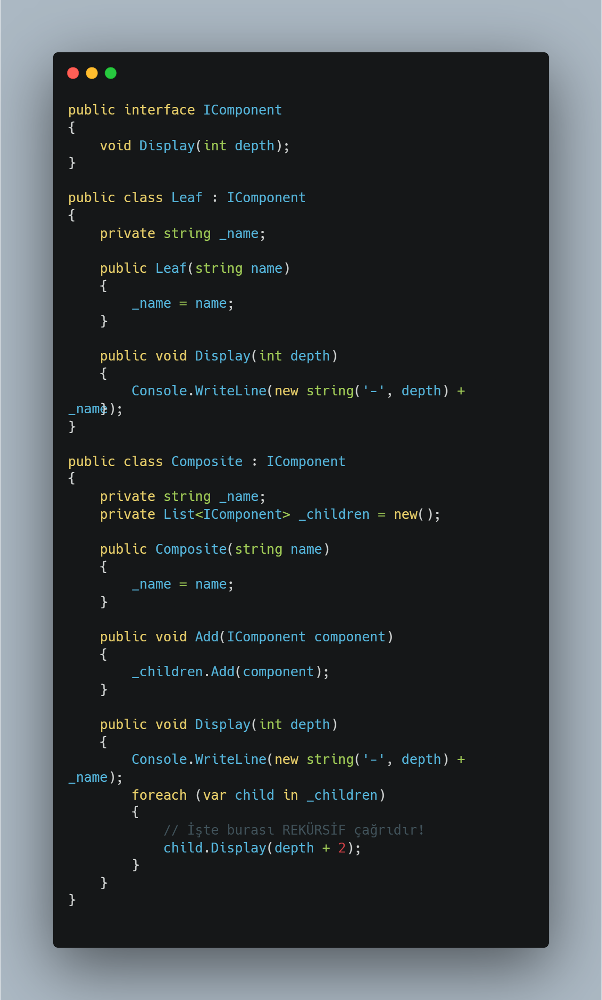 public interface IComponent
{
    void Display(int depth);
}

public class Leaf : IComponent
{
    private string _name;

    public Leaf(string name)
    {
        _name = name;
    }

    public void Display(int depth)
    {
        Console.WriteLine(new string('-', depth) +
_name);
    }
}

public class Composite : IComponent
{
    private string _name;
    private List<IComponent> _children = new();

    public Composite(string name)
    {
        _name = name;
    }

    public void Add(IComponent component)
    {
        _children.Add(component);
    }

    public void Display(int depth)
    {
        Console.WriteLine(new string('-', depth) +
_name);
        foreach (var child in _children)
        {
            // İşte burası REKÜRSİF çağrıdır!
            child.Display(depth + 2);
        }
    }
}